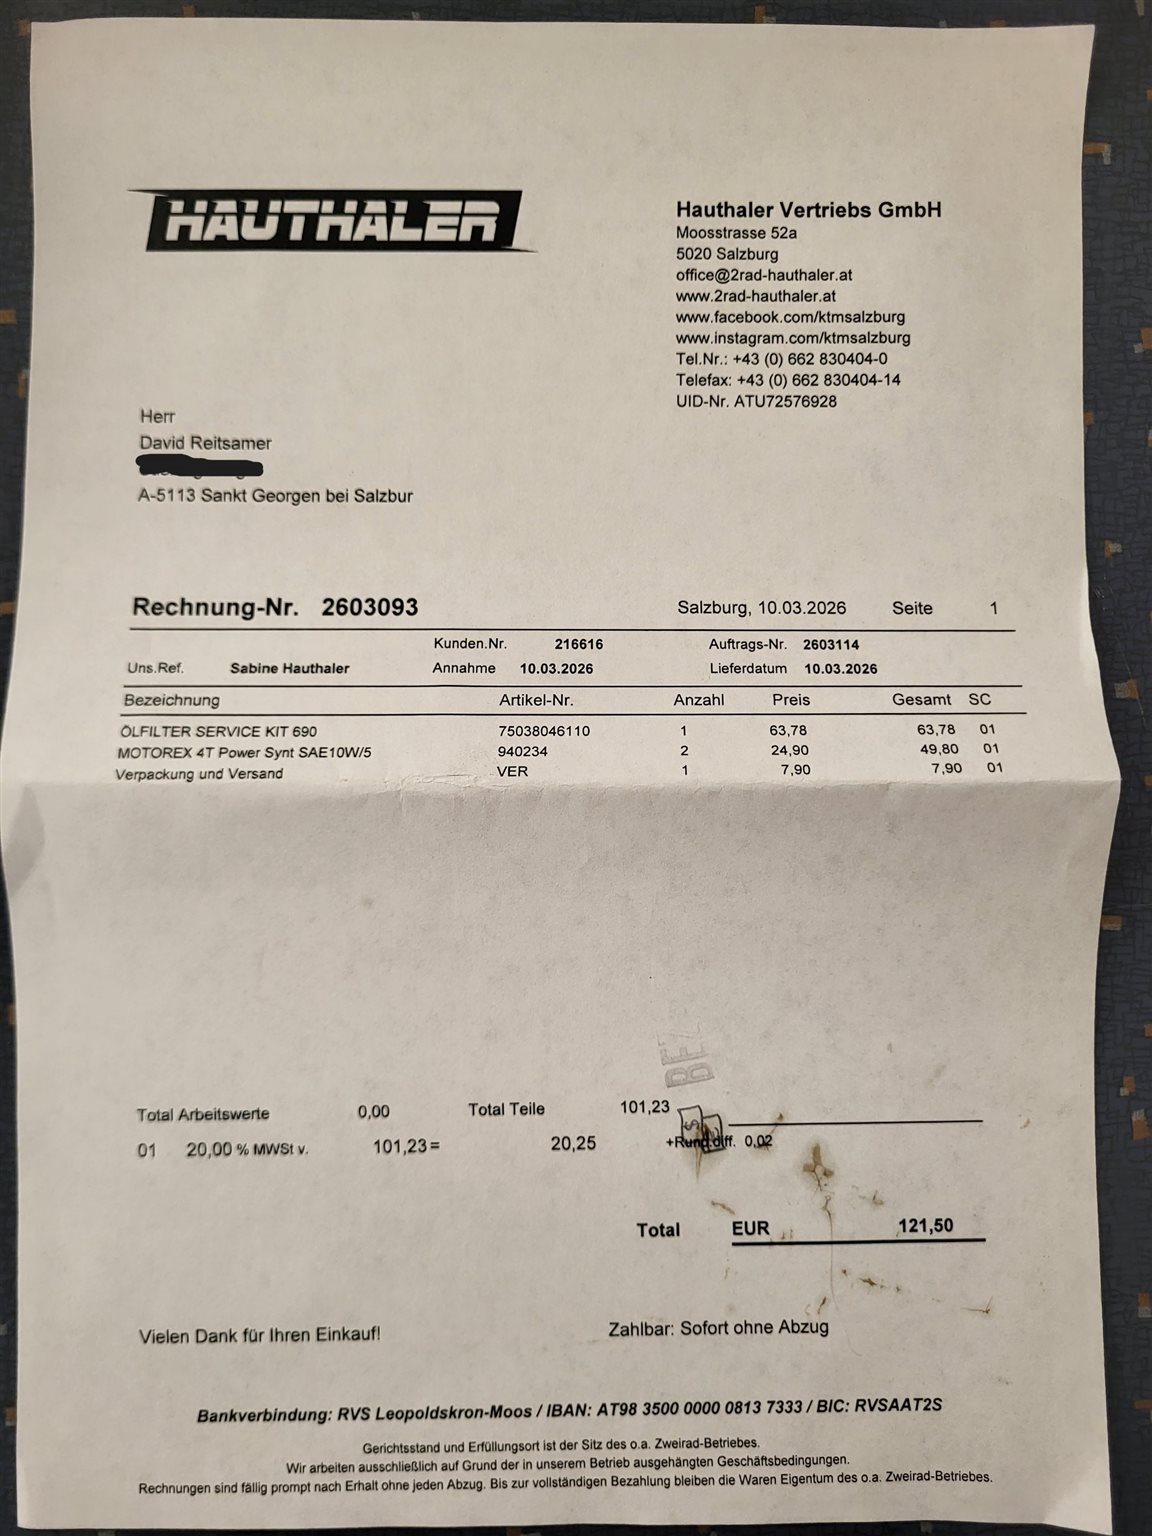 HAUTHALER
Hauthaler Vertriebs GmbH
Moosstrasse 52a
5020 Salzburg
office@2rad-hauthaler.at
www.2rad-hauthaler.at
www.facebook.com/ktmsalzburg
www.instagram.com/ktmsalzburg
Tel.Nr.: +43 (0) 662 830404-0
Telefax: +43 (0) 662 830404-14
UID-Nr. ATU72576928
Herr
David Reitsamer
A-5113 Sankt Georgen bei Salzbur
Rechnung-Nr. 2603093 Salzburg, 10.03.2026 Seite 1
Kunden.Nr. 216616 Auftrags-Nr. 2603114
Uns.Ref. Sabine Hauthaler Annahme 10.03.2026 Lieferdatum 10.03.2026
Bezeichnung Artikel-Nr. Anzahl Preis Gesamt SC
ÖLFILTER SERVICE KIT 690 75038046110 1 63,78 63,78 01
MOTOREX 4T Power Synt SAE10W/5 940234 2 24,90 49,80 01
Verpackung und Versand VER 1 7,90 7,90 01
BEZ
Total Arbeitswerte 0,00 Total Teile 101,23
01 20,00 % MWSt v. 101,23= 20,25 +Rund.diff. 0,02
Total EUR 121,50
Vielen Dank für Ihren Einkauf! Zahlbar: Sofort ohne Abzug
Bankverbindung: RVS Leopoldskron-Moos / IBAN: AT98 3500 0000 0813 7333 / BIC: RVSAAT2S
Gerichtsstand und Erfüllungsort ist der Sitz des o.a. Zweirad-Betriebes.
Wir arbeiten ausschließlich auf Grund der in unserem Betrieb ausgehängten Geschäftsbedingungen.
Rechnungen sind fällig prompt nach Erhalt ohne jeden Abzug. Bis zur vollständigen Bezahlung bleiben die Waren Eigentum des o.a. Zweirad-Betriebes.